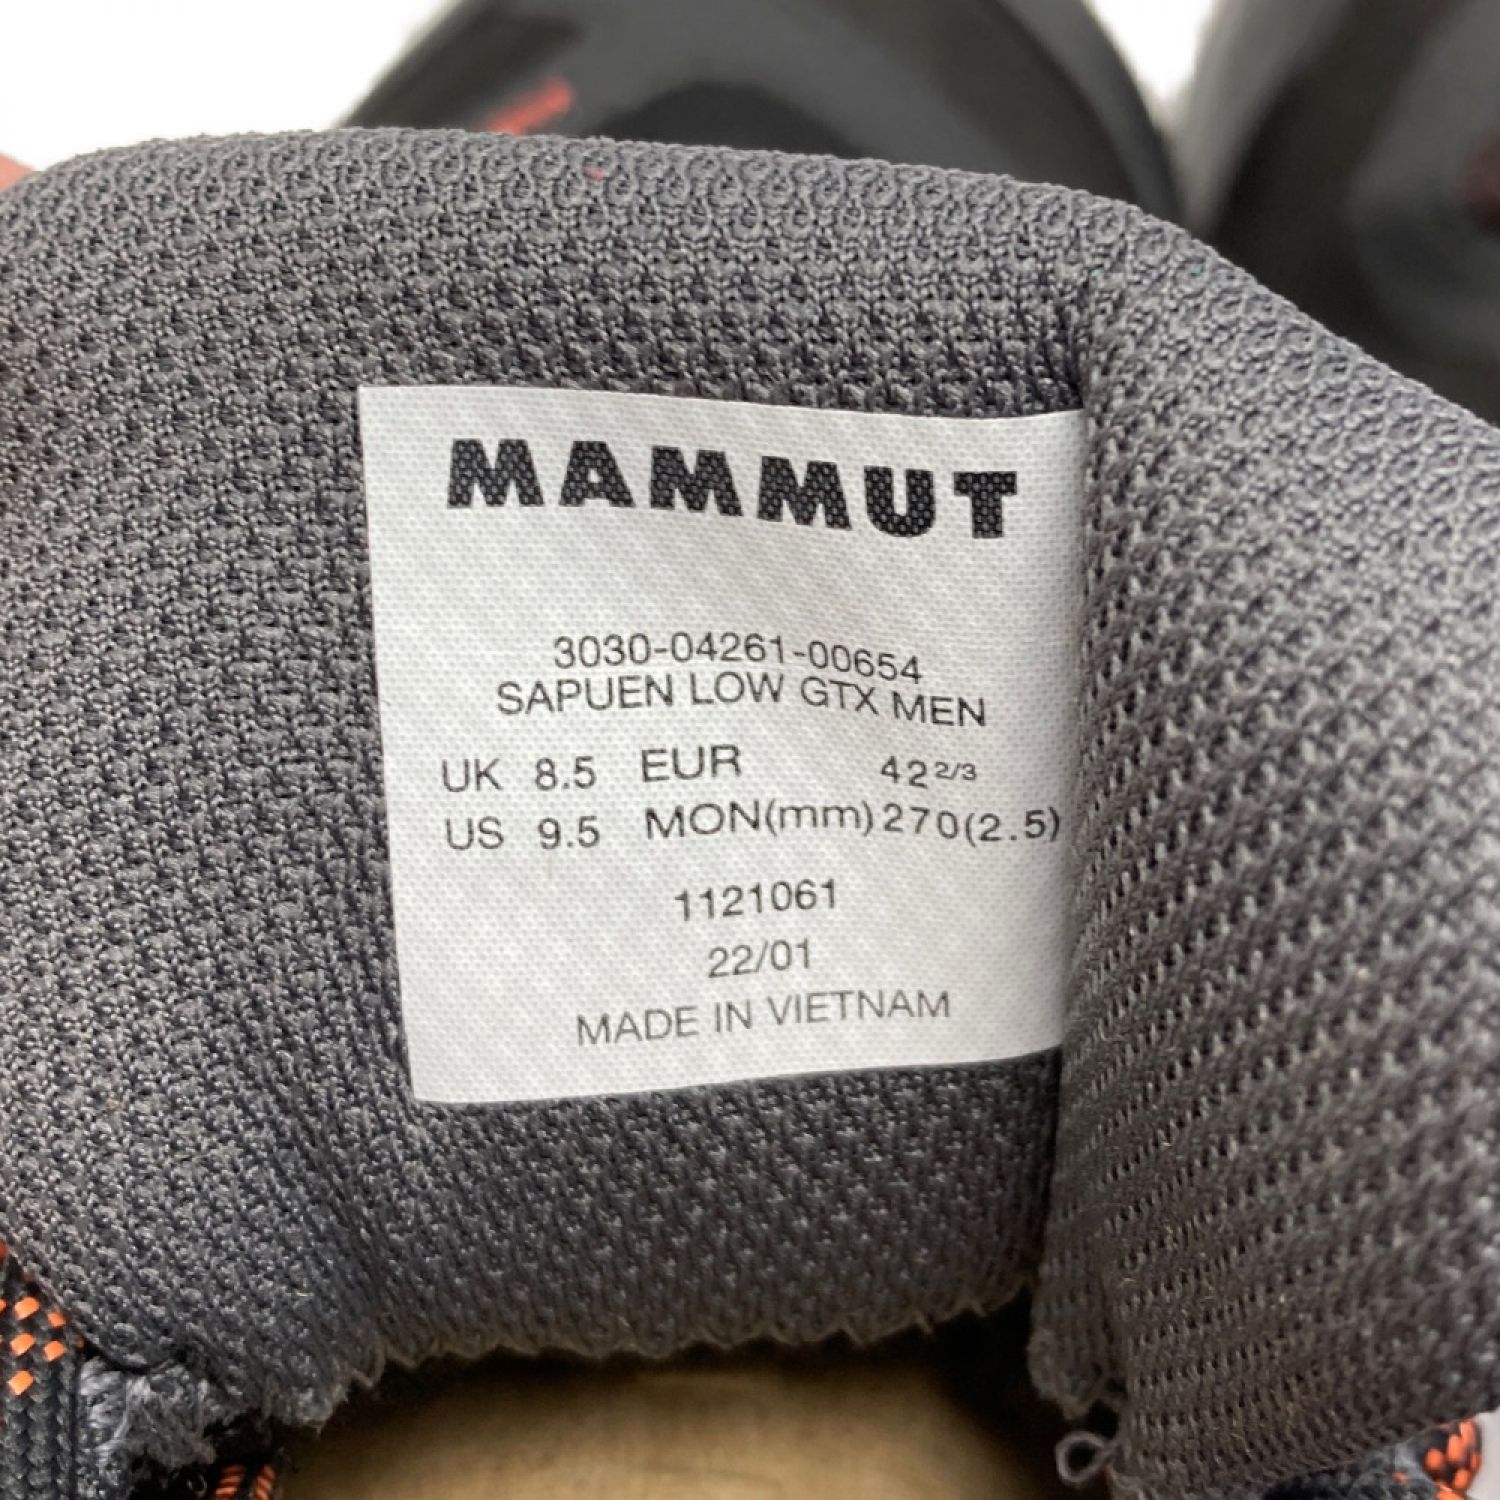 MAMMUT
3030-04261-00654
SAPUEN LOW GTX MEN
UK 8.5 EUR 42 2/3
US 9.5 MON(mm) 270(2.5)
1121061
22/01
MADE IN VIETNAM